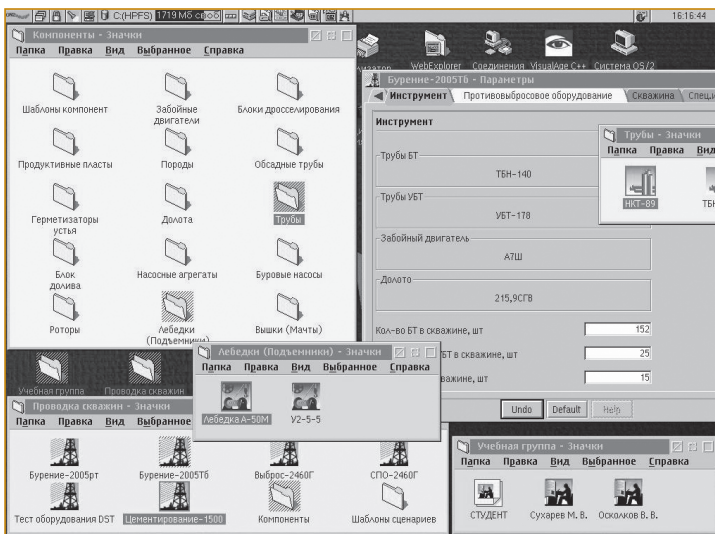 C:(HPFS) 1719 Мб
16:16:44
Компоненты - Значки
Папка Правка Вид Выбранное Справка
Шаблоны компонент
Забойные двигатели
Блоки дросселирования
Продуктивные пласты
Породы
Обсадные трубы
Герметизаторы устья
Долота
Трубы
Блок долива
Насосные агрегаты
Буровые насосы
Роторы
Лебедки (Подъемники)
Вышки (Мачты)
WebExplorer
Соединения
VisualAge C++
Система OS/2
Бурение-2005Тб - Параметры
Инструмент
Противовыбросовое оборудование
Скважина
Инструмент
Трубы БТ
ТБН-140
Трубы УБТ
УБТ-178
Забойный двигатель
А7Ш
Долото
215,9СГВ
Кол-во БТ в скважине, шт
152
БТ в скважине, шт
25
15
Undo
Default
Help
Трубы - Значки
Папка Правка Вид
НКТ-89
Учебная группа
Проводка скважин
Лебедки (Подъемники) - Значки
Папка Правка Вид Выбранное Справка
Лебедка А-50М
У2-5-5
Проводка скважин - Значки
Папка Правка Вид Выбранное
Бурение-2005рт
Бурение-2005Тб
Выброс-2460Г
СПО-2460Г
Тест оборудования DST
Цементирование-1500
Компоненты
Шаблоны сценариев
Учебная группа - Значки
Папка Правка Вид Выбранное Справка
СТУДЕНТ
Сухарев М. В.
Осколков В. В.